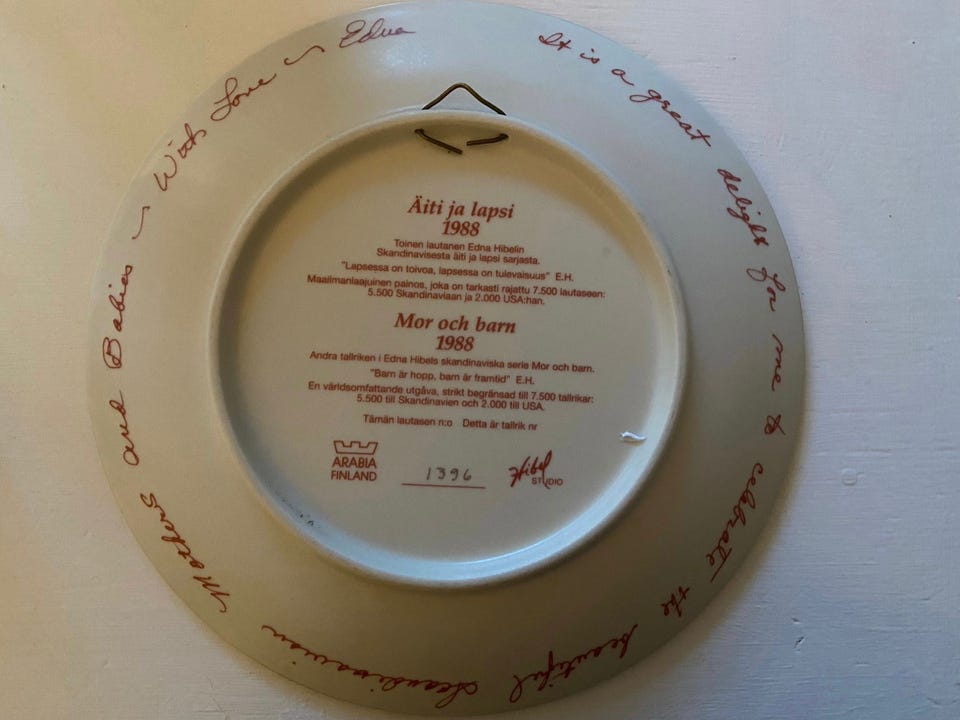 It is a great delight for me to celebrate the beautiful Scandinavian Mothers and Babies ~ With Love ~ Edna
Äiti ja lapsi
1988
Toinen lautanen Edna Hibelin
Skandinavisesta äiti ja lapsi sarjasta.
"Lapsessa on toivoa, lapsessa on tulevaisuus" E.H.
Maailmanlaajuinen painos, joka on tarkasti rajattu 7.500 lautaseen:
5.500 Skandinaviaan ja 2.000 USA:han.
Mor och barn
1988
Andra tallriken i Edna Hibels skandinaviska serie Mor och barn.
"Barn är hopp, barn är framtid" E.H.
En världsomfattande utgåva, strikt begränsad till 7.500 tallrikar:
5.500 till Skandinavien och 2.000 till USA.
Tämän lautasen n:o Detta är tallrik nr
ARABIA
FINLAND
1396
Hibel
STUDIO